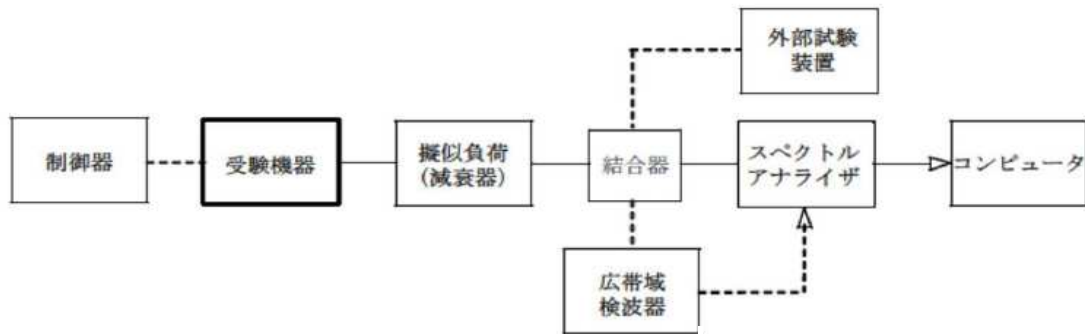 外部試験
装置
制御器
受験機器
擬似負荷
(減衰器)
結合器
スペクトル
アナライザ
コンピュータ
広帯域
検波器